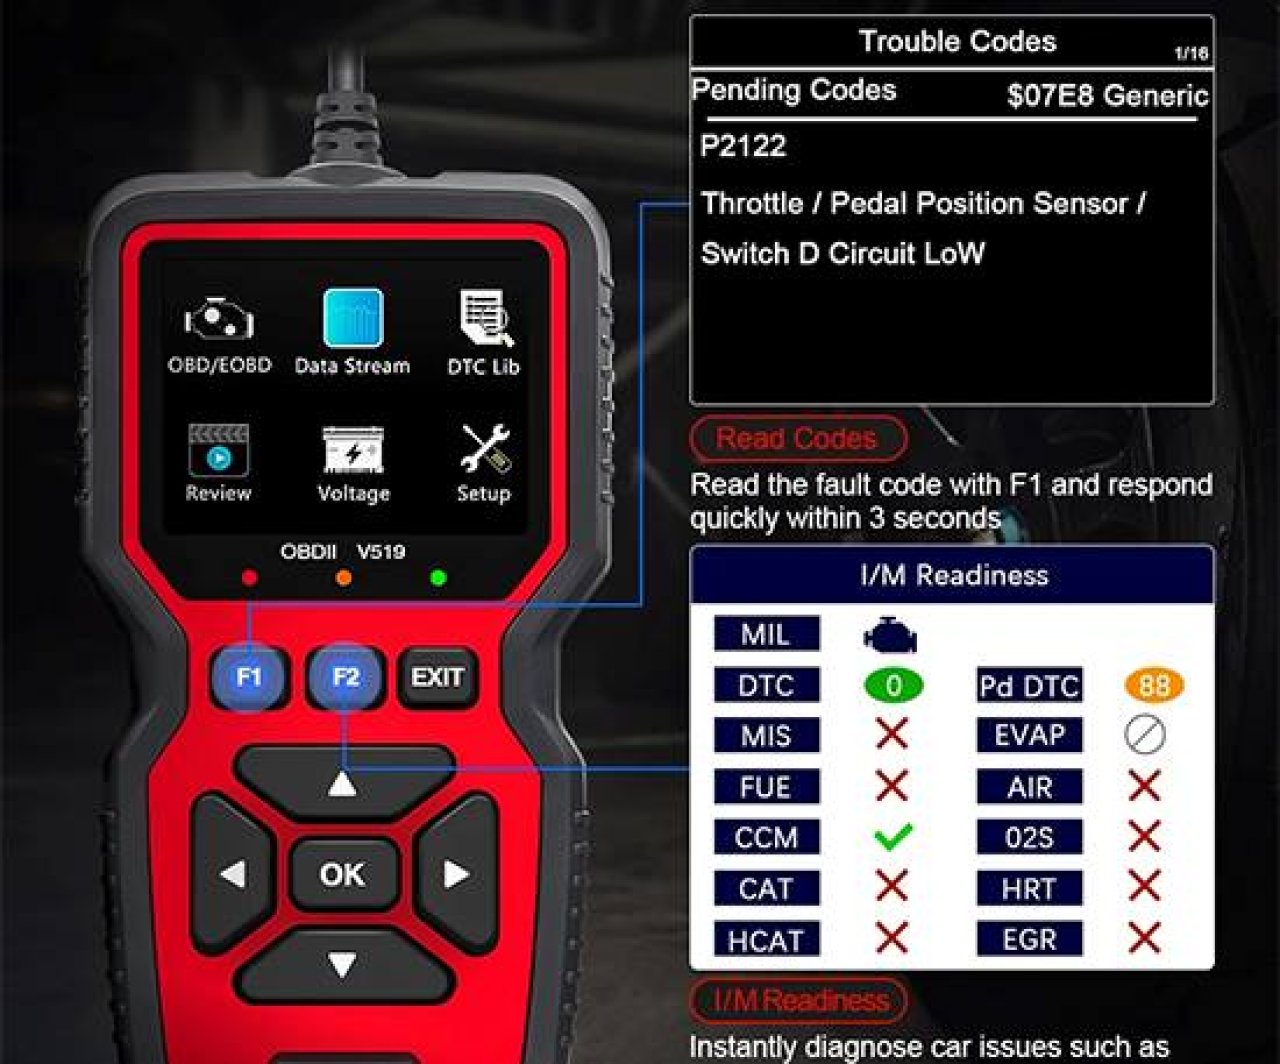 OBD/EOBD
Data Stream
DTC Lib
Review
Voltage
Setup
OBDII V519
F1
F2
EXIT
OK
Trouble Codes
1/16
Pending Codes
$07E8 Generic
P2122
Throttle / Pedal Position Sensor /
Switch D Circuit LoW
Read Codes
Read the fault code with F1 and respond
quickly within 3 seconds
I/M Readiness
MIL
DTC 0 Pd DTC 88
MIS EVAP
FUE AIR
CCM 02S
CAT HRT
HCAT EGR
I/M Readiness
Instantly diagnose car issues such as